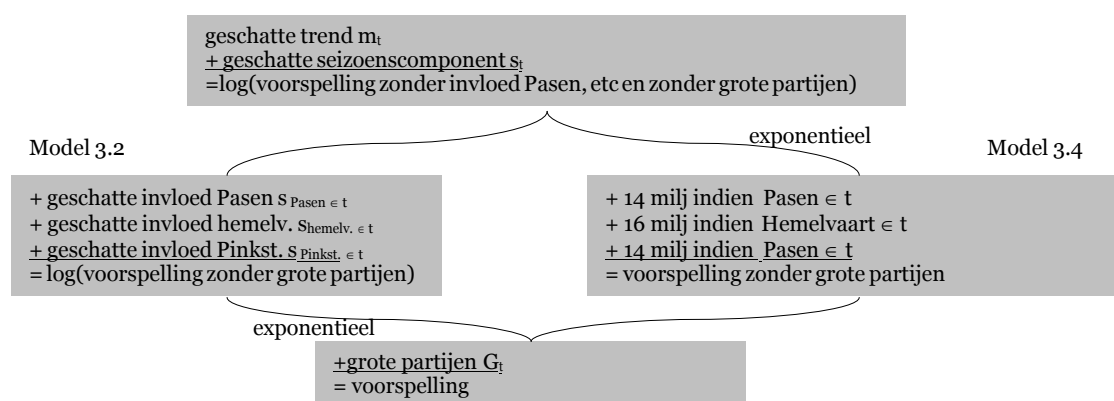 geschatte trend mt
+ geschatte seizoenscomponent st
=log(voorspelling zonder invloed Pasen, etc en zonder grote partijen)
exponentieel
Model 3.2
Model 3.4
+ geschatte invloed Pasen s Pasen ∈ t
+ geschatte invloed hemelv. shemelv. ∈ t
+ geschatte invloed Pinkst. s Pinkst. ∈ t
= log(voorspelling zonder grote partijen)
+ 14 milj indien Pasen ∈ t
+ 16 milj indien Hemelvaart ∈ t
+ 14 milj indien Pasen ∈ t
= voorspelling zonder grote partijen
exponentieel
+grote partijen Gt
= voorspelling